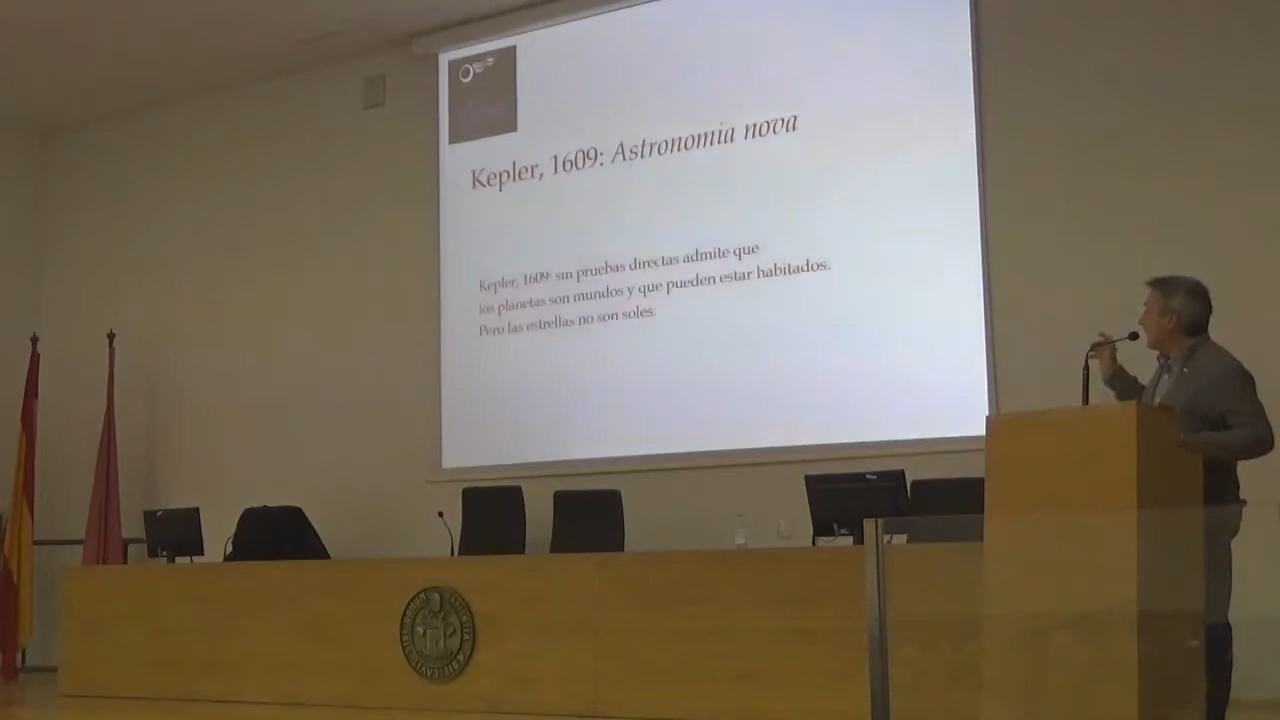 Kepler, 1609: Astronomia nova
Kepler, 1609: sin pruebas directas admite que
los planetas son mundos y que pueden estar habitados.
Pero las estrellas no son soles.